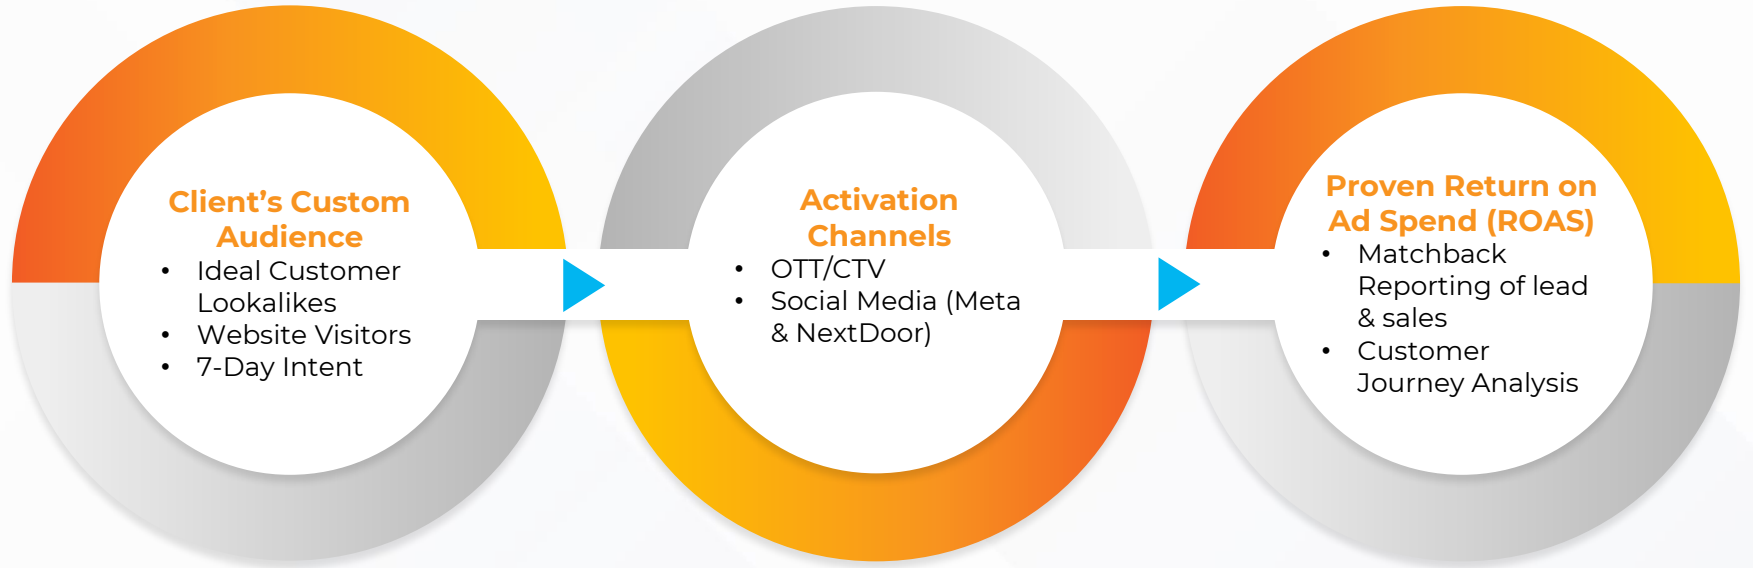 Client’s Custom
Audience
• Ideal Customer
Lookalikes
• Website Visitors
• 7-Day Intent
Activation
Channels
• OTT/CTV
• Social Media (Meta
& NextDoor)
Proven Return on
Ad Spend (ROAS)
• Matchback
Reporting of lead
& sales
• Customer
Journey Analysis